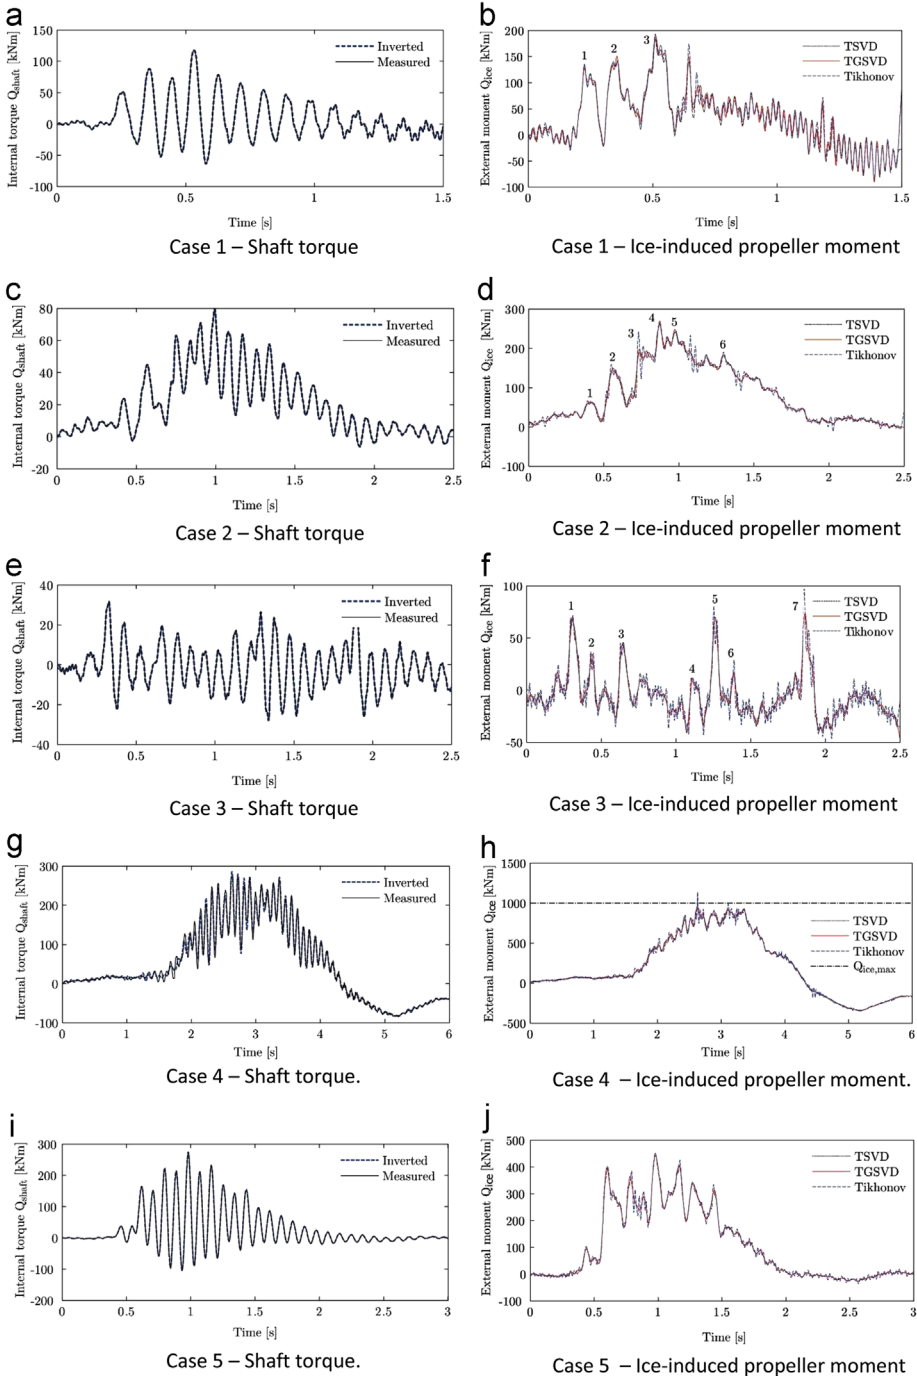 a
Internal torque Qshaft [kNm]
150
100
50
0
-50
-100
Inverted
Measured
0 0.5 1 1.5
Time [s]
Case 1 – Shaft torque
b
External moment Qice [kNm]
200
150
100
50
0
-50
-100
1 2 3
TSVD
TGSVD
Tikhonov
0 0.5 1 1.5
Time [s]
Case 1 – Ice-induced propeller moment
c
Internal torque Qshaft [kNm]
80
60
40
20
0
-20
Inverted
Measured
0 0.5 1 1.5 2 2.5
Time [s]
Case 2 – Shaft torque
d
External moment Qice [kNm]
300
200
100
0
-100
1 2 3 4 5 6
TSVD
TGSVD
Tikhonov
0 0.5 1 1.5 2 2.5
Time [s]
Case 2 – Ice-induced propeller moment
e
Internal torque Qshaft [kNm]
40
20
0
-20
-40
Inverted
Measured
0 0.5 1 1.5 2 2.5
Time [s]
Case 3 – Shaft torque
f
External moment Qice [kNm]
100
50
0
-50
1 2 3 4 5 6 7
TSVD
TGSVD
Tikhonov
0 0.5 1 1.5 2 2.5
Time [s]
Case 3 – Ice-induced propeller moment
g
Internal torque Qshaft [kNm]
300
200
100
0
-100
Inverted
Measured
0 1 2 3 4 5 6
Time [s]
Case 4 – Shaft torque.
h
External moment Qice [kNm]
1500
1000
500
0
-500
TSVD
TGSVD
Tikhonov
Qice,max
0 1 2 3 4 5 6
Time [s]
Case 4 – Ice-induced propeller moment.
i
Internal torque Qshaft [kNm]
300
200
100
0
-100
-200
Inverted
Measured
0 0.5 1 1.5 2 2.5 3
Time [s]
Case 5 – Shaft torque.
j
External moment Qice [kNm]
500
400
300
200
100
0
-100
TSVD
TGSVD
Tikhonov
0 0.5 1 1.5 2 2.5 3
Time [s]
Case 5 – Ice-induced propeller moment